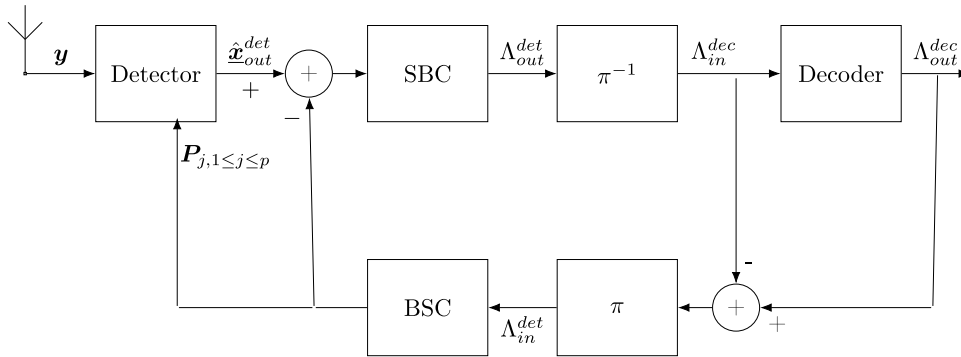 y
Detector
x̂_out^det
+
−
+
SBC
Λ_out^det
π^{-1}
Λ_in^dec
Decoder
Λ_out^dec
P_{j,1≤j≤p}
BSC
Λ_in^det
π
-
+
+